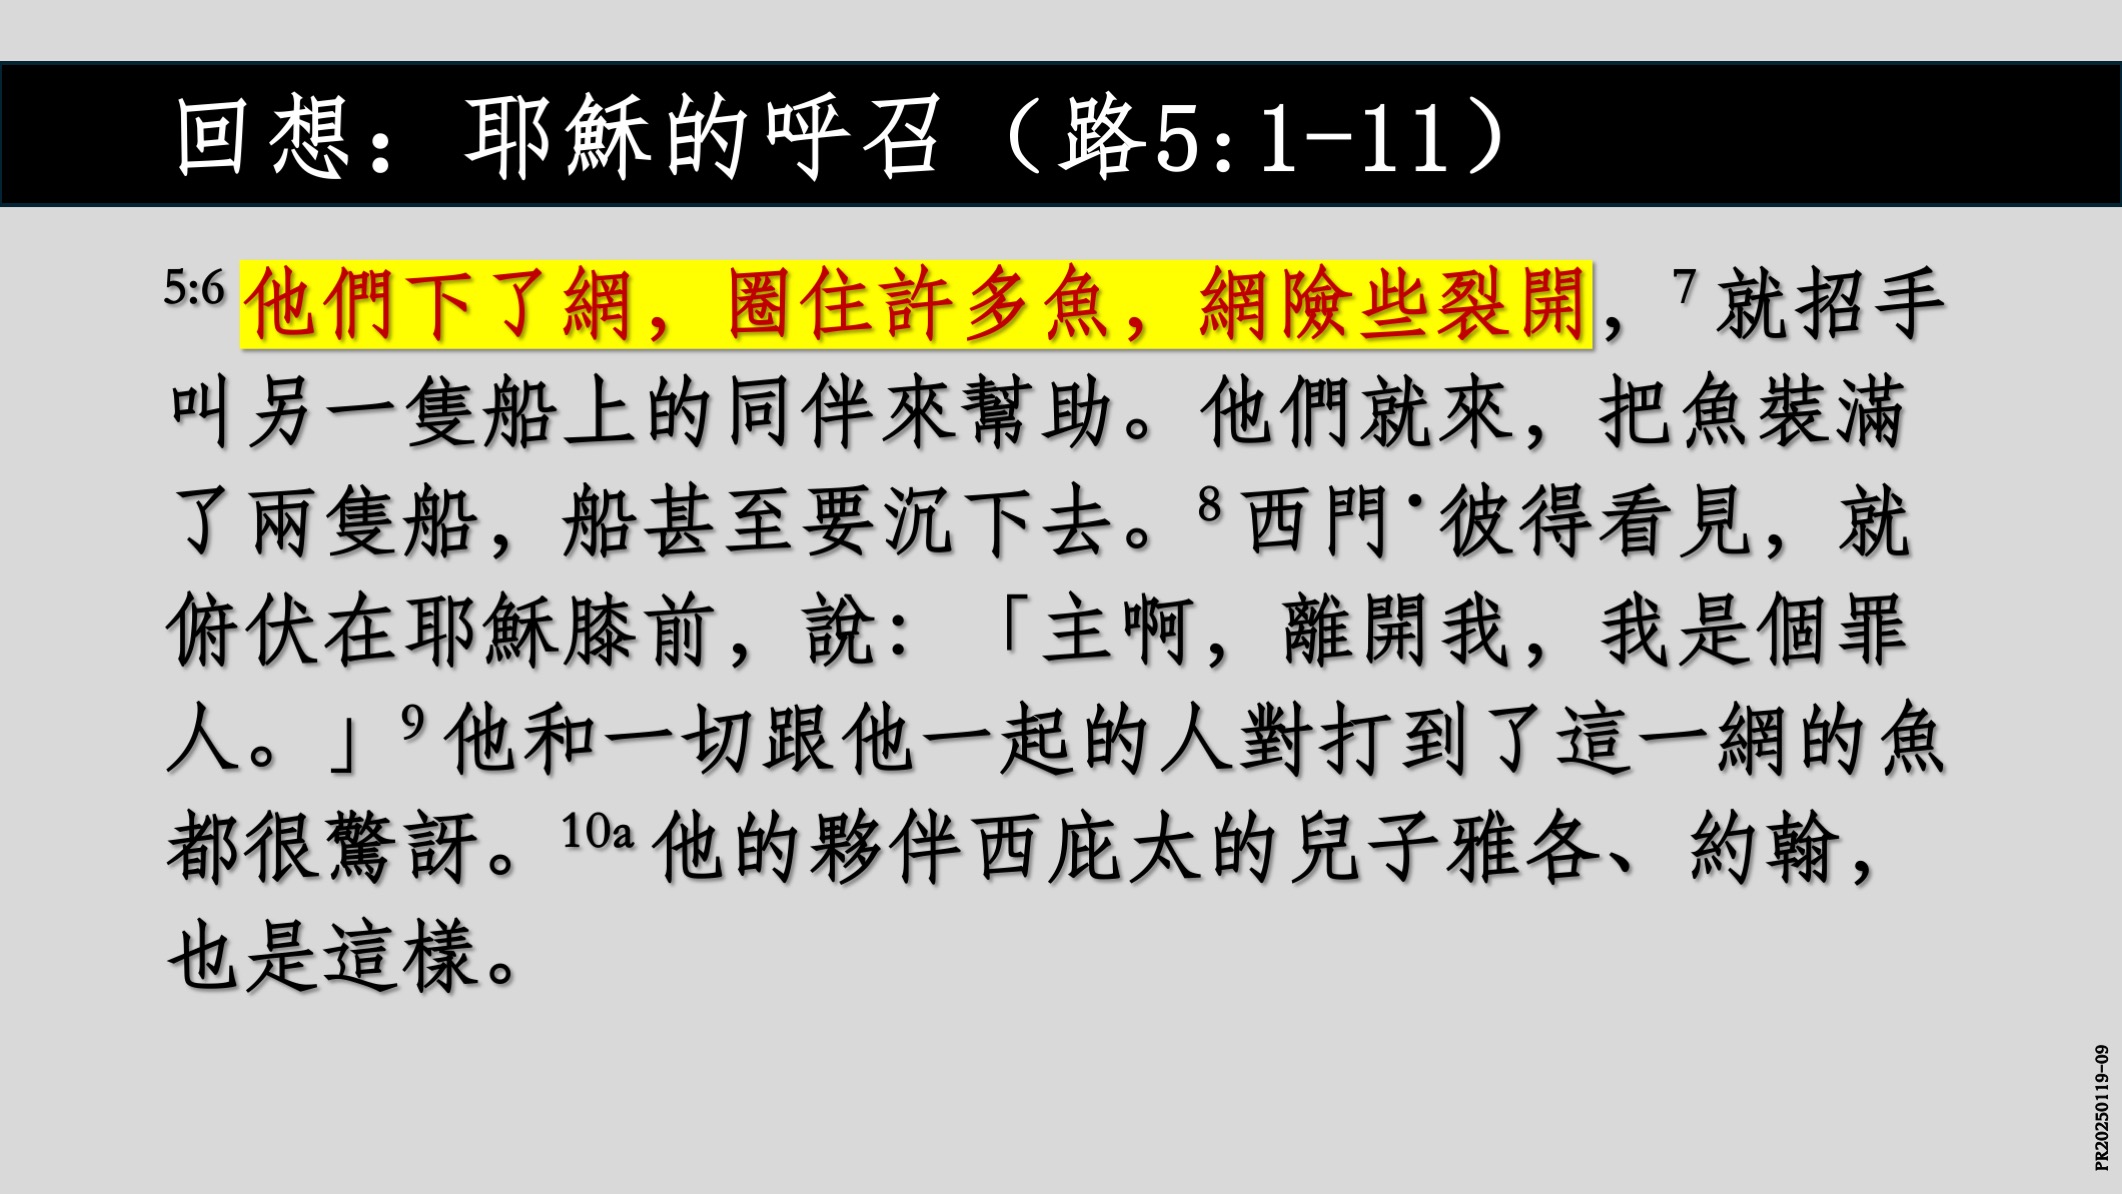 回想：耶穌的呼召（路5:1-11）
5:6 他們下了網，圈住許多魚，網險些裂開，7 就招手
叫另一隻船上的同伴來幫助。他們就來，把魚裝滿
了兩隻船，船甚至要沉下去。8 西門·彼得看見，就
俯伏在耶穌膝前，說：「主啊，離開我，我是個罪
人。」9 他和一切跟他一起的人對打到了這一網的魚
都很驚訝。10a 他的夥伴西庇太的兒子雅各、約翰，
也是這樣。
PR20250119-09